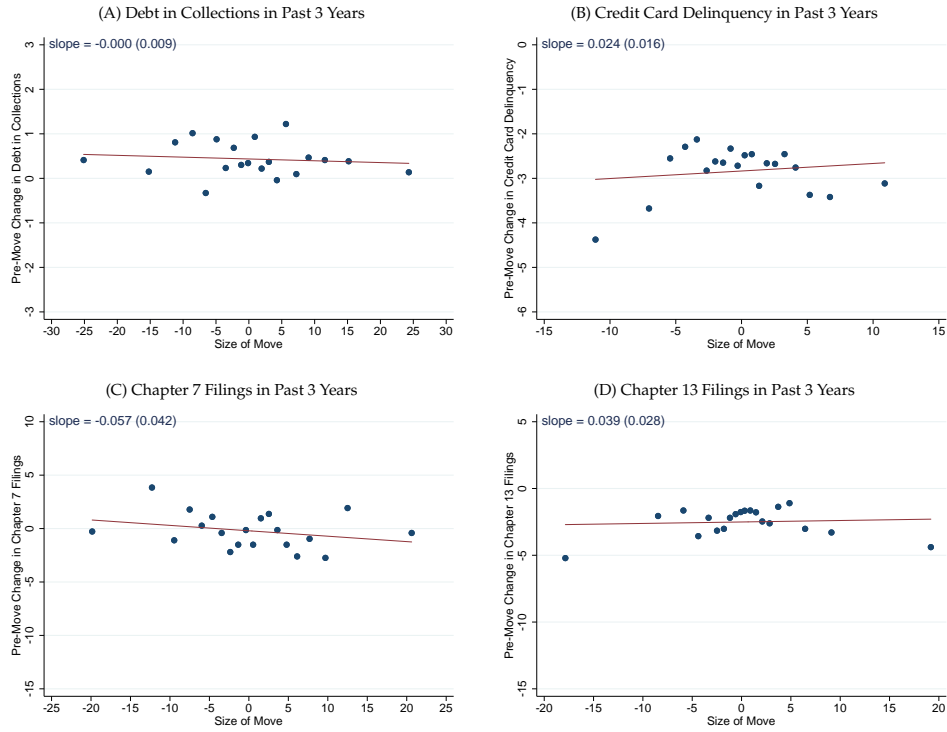 (A) Debt in Collections in Past 3 Years
slope = -0.000 (0.009)
Pre-Move Change in Debt in Collections
3
2
1
0
-1
-2
-3
-30 -25 -20 -15 -10 -5 0 5 10 15 20 25 30
Size of Move
(B) Credit Card Delinquency in Past 3 Years
slope = 0.024 (0.016)
Pre-Move Change in Credit Card Delinquency
0
-1
-2
-3
-4
-5
-6
-15 -10 -5 0 5 10 15
Size of Move
(C) Chapter 7 Filings in Past 3 Years
slope = -0.057 (0.042)
Pre-Move Change in Chapter 7 Filings
10
5
0
-5
-10
-15
-25 -20 -15 -10 -5 0 5 10 15 20 25
Size of Move
(D) Chapter 13 Filings in Past 3 Years
slope = 0.039 (0.028)
Pre-Move Change in Chapter 13 Filings
5
0
-5
-10
-15
-20 -15 -10 -5 0 5 10 15 20
Size of Move